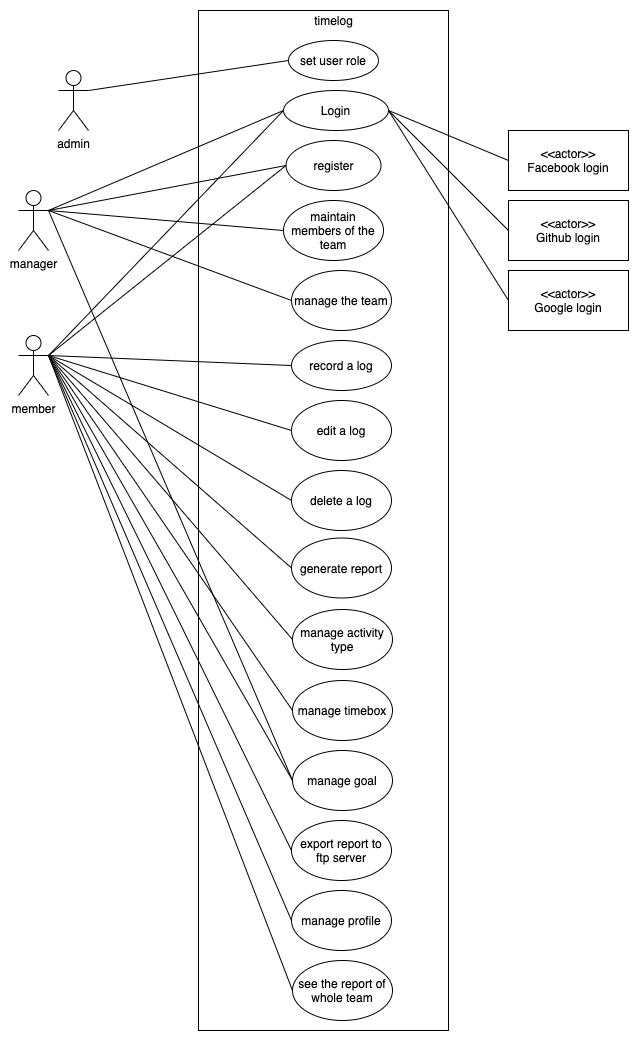 timelog
set user role
admin
Login
register
<<actor>>
Facebook login
<<actor>>
Github login
<<actor>>
Google login
maintain
members of the
team
manager
manage the team
member
record a log
edit a log
delete a log
generate report
manage activity
type
manage timebox
manage goal
export report to
ftp server
manage profile
see the report of
whole team